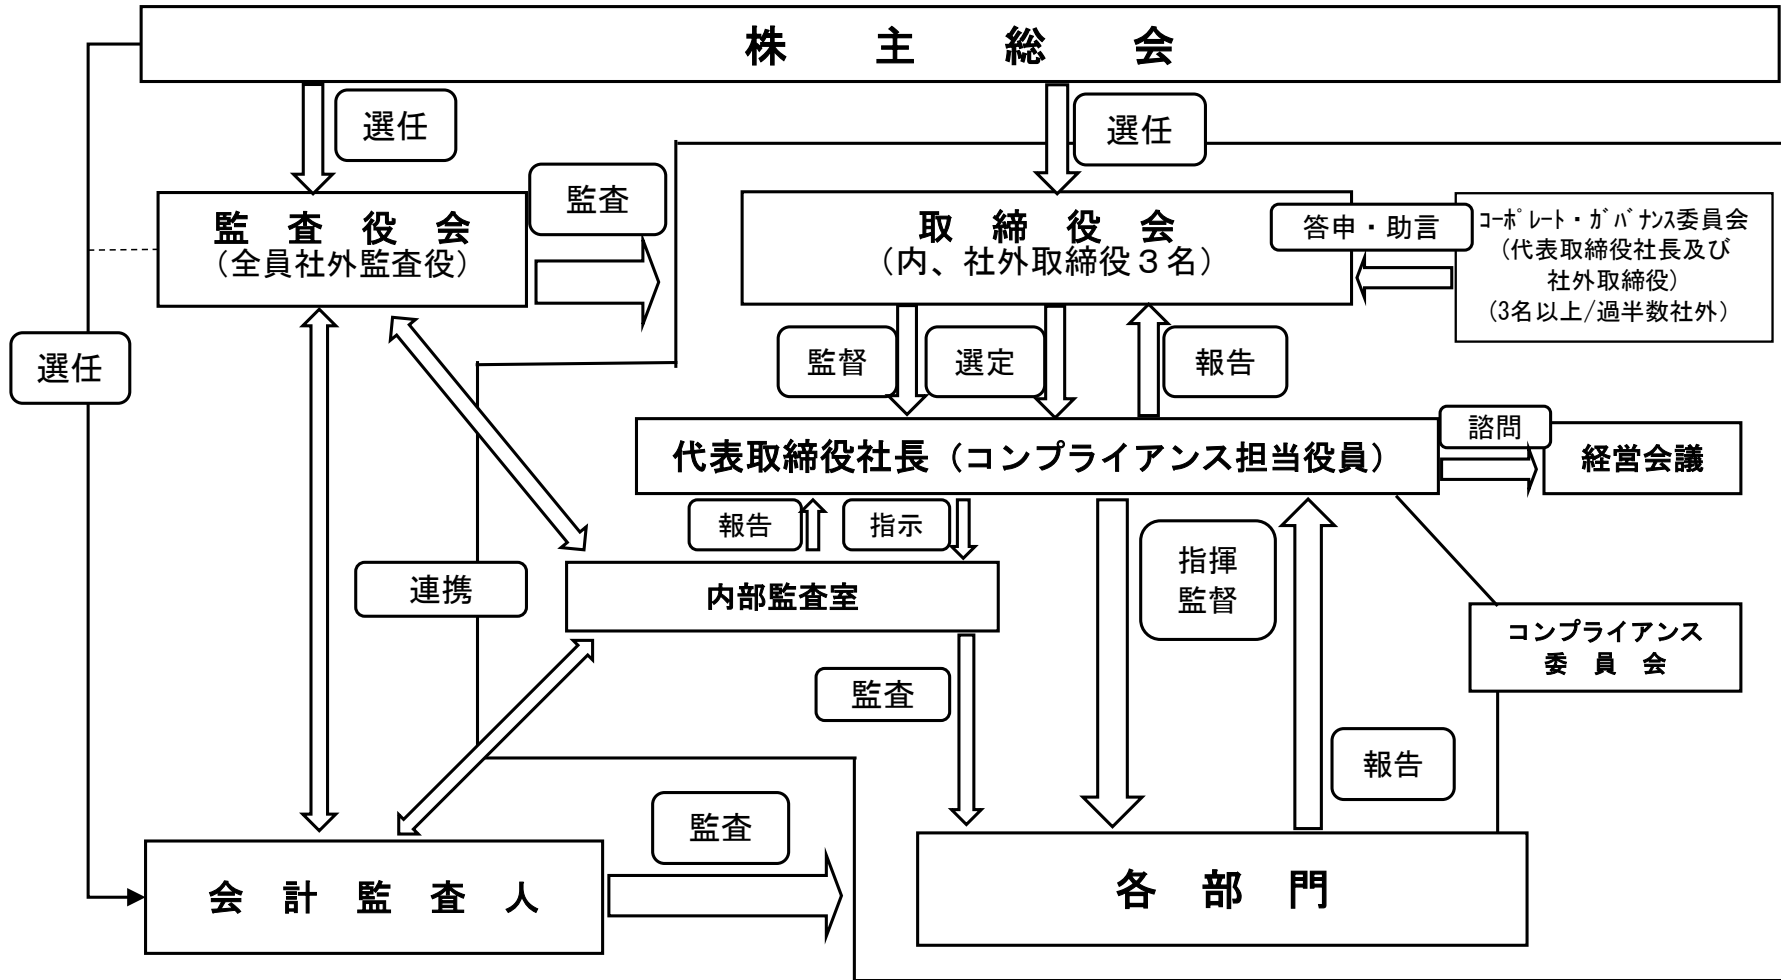 株主総会
選任
選任
監査役会
(全員社外監査役)
監査
取締役会
(内、社外取締役3名)
答申・助言
ｺｰﾎﾟﾚｰﾄ・ｶﾞﾊﾞﾅﾝｽ委員会
(代表取締役社長及び
社外取締役)
(3名以上/過半数社外)
選任
監督
選定
報告
代表取締役社長(コンプライアンス担当役員)
諮問
経営会議
報告
指示
指揮
監督
連携
内部監査室
コンプライアンス
委員会
監査
報告
監査
会計監査人
各部門